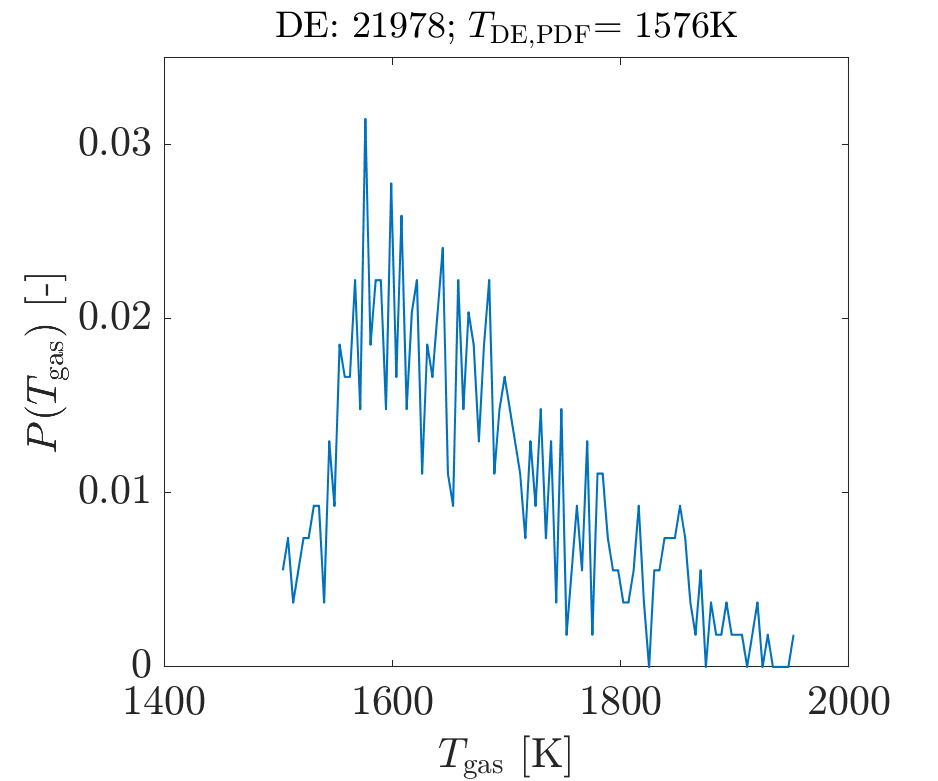 DE: 21978; T_DE,PDF= 1576K
P(T_gas) [-]
0.03
0.02
0.01
0
1400 1600 1800 2000
T_gas [K]